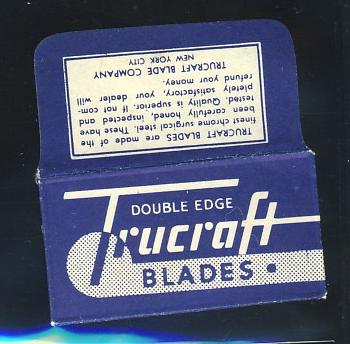 TRUCRAFT BLADES are made of the
finest chrome surgical steel. These have
been carefully honed, inspected and
tested. Quality is superior. If not com-
pletely satisfactory, your dealer will
refund your money.
TRUCRAFT BLADE COMPANY
NEW YORK CITY
DOUBLE EDGE
Trucraft
BLADES